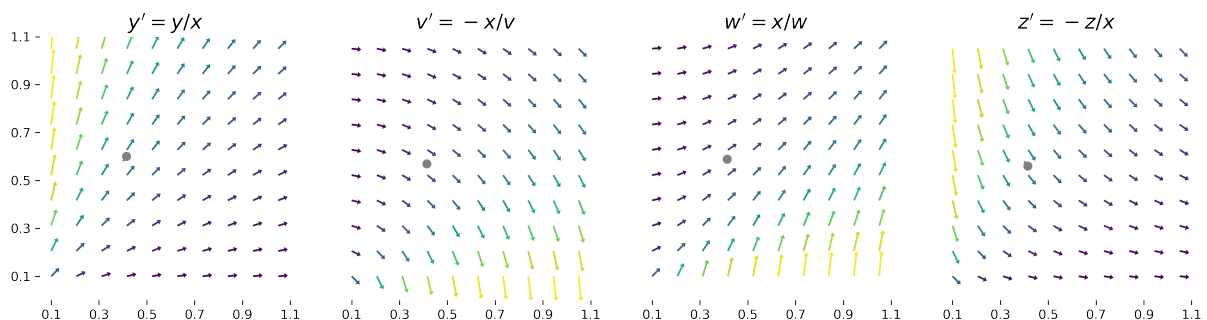 y′ = y/x
v′ = −x/v
w′ = x/w
z′ = −z/x
1.1
0.9
0.7
0.5
0.3
0.1
0.1 0.3 0.5 0.7 0.9 1.1
0.1 0.3 0.5 0.7 0.9 1.1
0.1 0.3 0.5 0.7 0.9 1.1
0.1 0.3 0.5 0.7 0.9 1.1